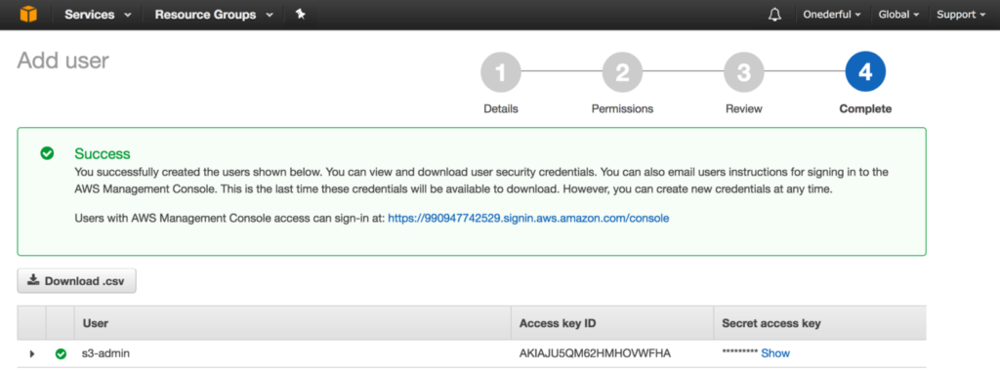 Services Resource Groups Onederful Global Support
Add user
1 2 3 4
Details Permissions Review Complete
Success
You successfully created the users shown below. You can view and download user security credentials. You can also email users instructions for signing in to the
AWS Management Console. This is the last time these credentials will be available to download. However, you can create new credentials at any time.
Users with AWS Management Console access can sign-in at: https://990947742529.signin.aws.amazon.com/console
Download .csv
User Access key ID Secret access key
s3-admin AKIAJU5QM62HMHOVWFHA ********* Show